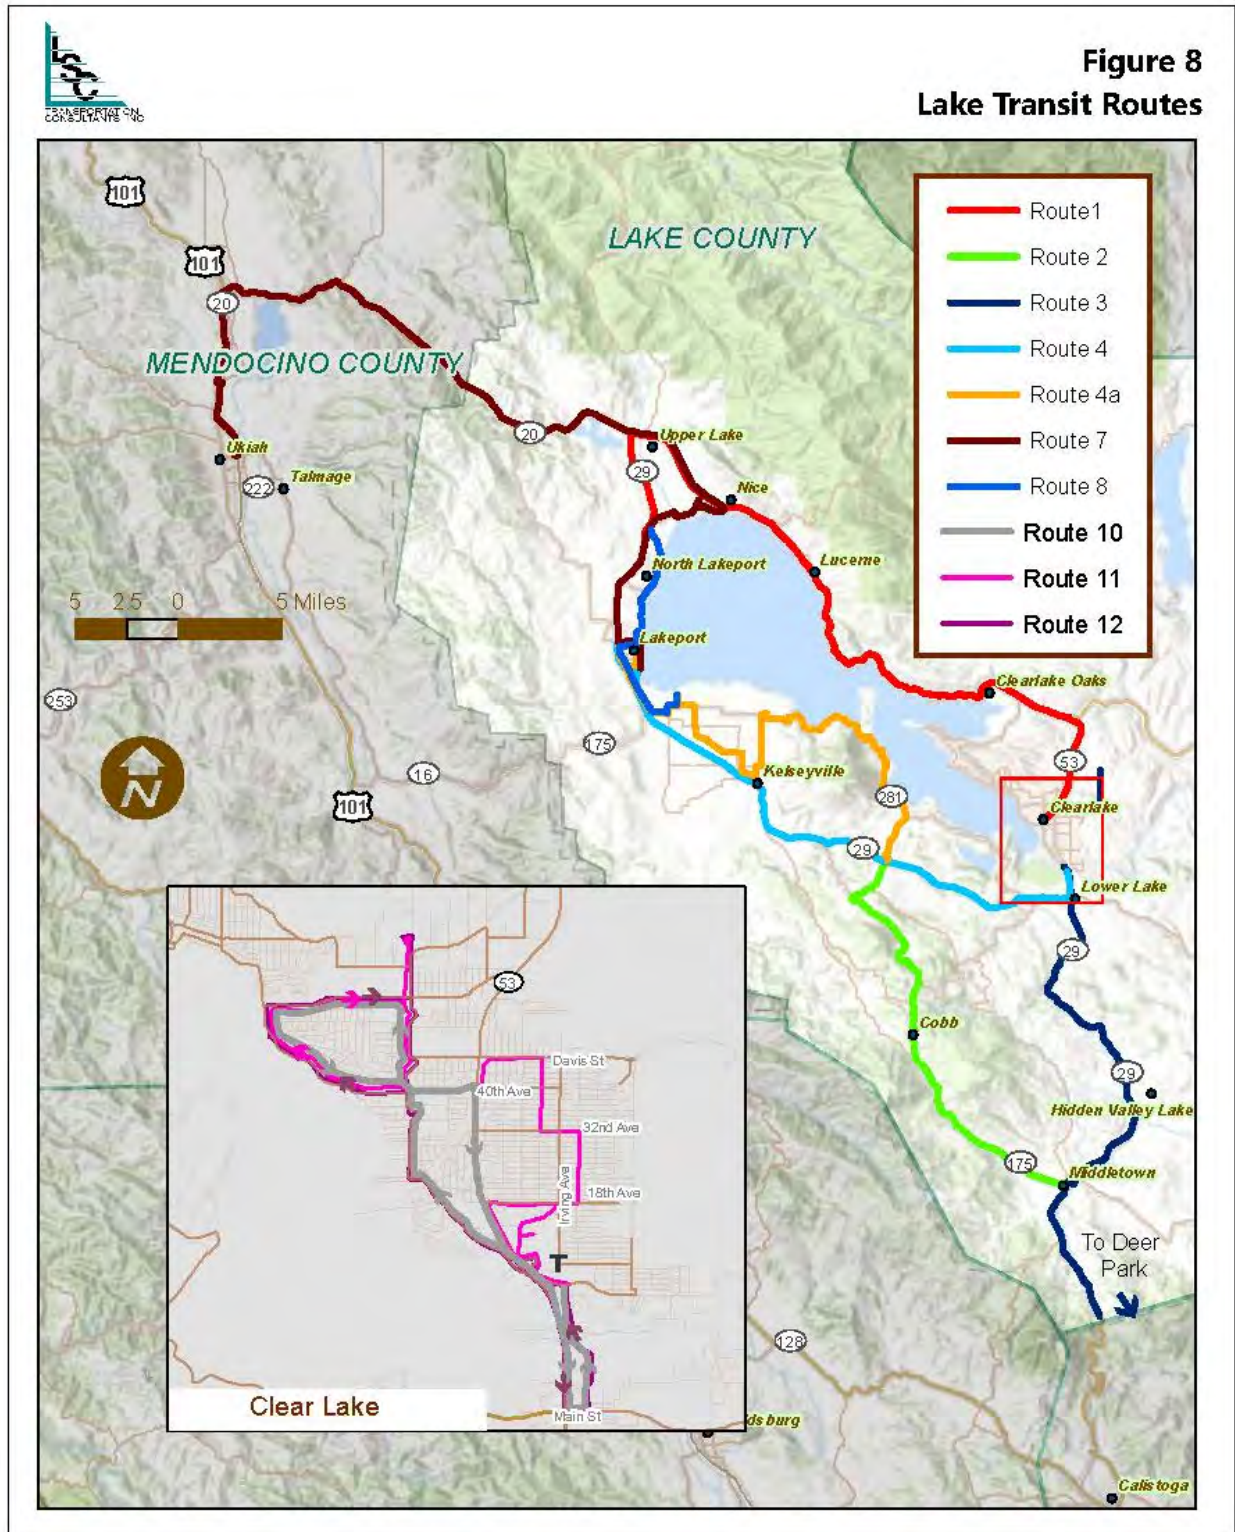 LSC
TRANSPORTATION
CONSULTANTS, INC.
Figure 8
Lake Transit Routes
101
101
20
LAKE COUNTY
MENDOCINO COUNTY
Route1
Route 2
Route 3
Route 4
Route 4a
Route 7
Route 8
Route 10
Route 11
Route 12
20
Upper Lake
Ukiah
29
222
Talmage
Nice
North Lakeport
Lucerne
5 2.5 0 5 Miles
Lakeport
253
Clearlake Oaks
175
53
16
Kelseyville
N
101
281
Clearlake
29
Lower Lake
29
53
Cobb
Davis St
40th Ave
29
Hidden Valley Lake
32nd Ave
175
Middletown
18th Ave
Irving Ave
T
To Deer
Park
128
Clear Lake
Main St
dsburg
Calistoga